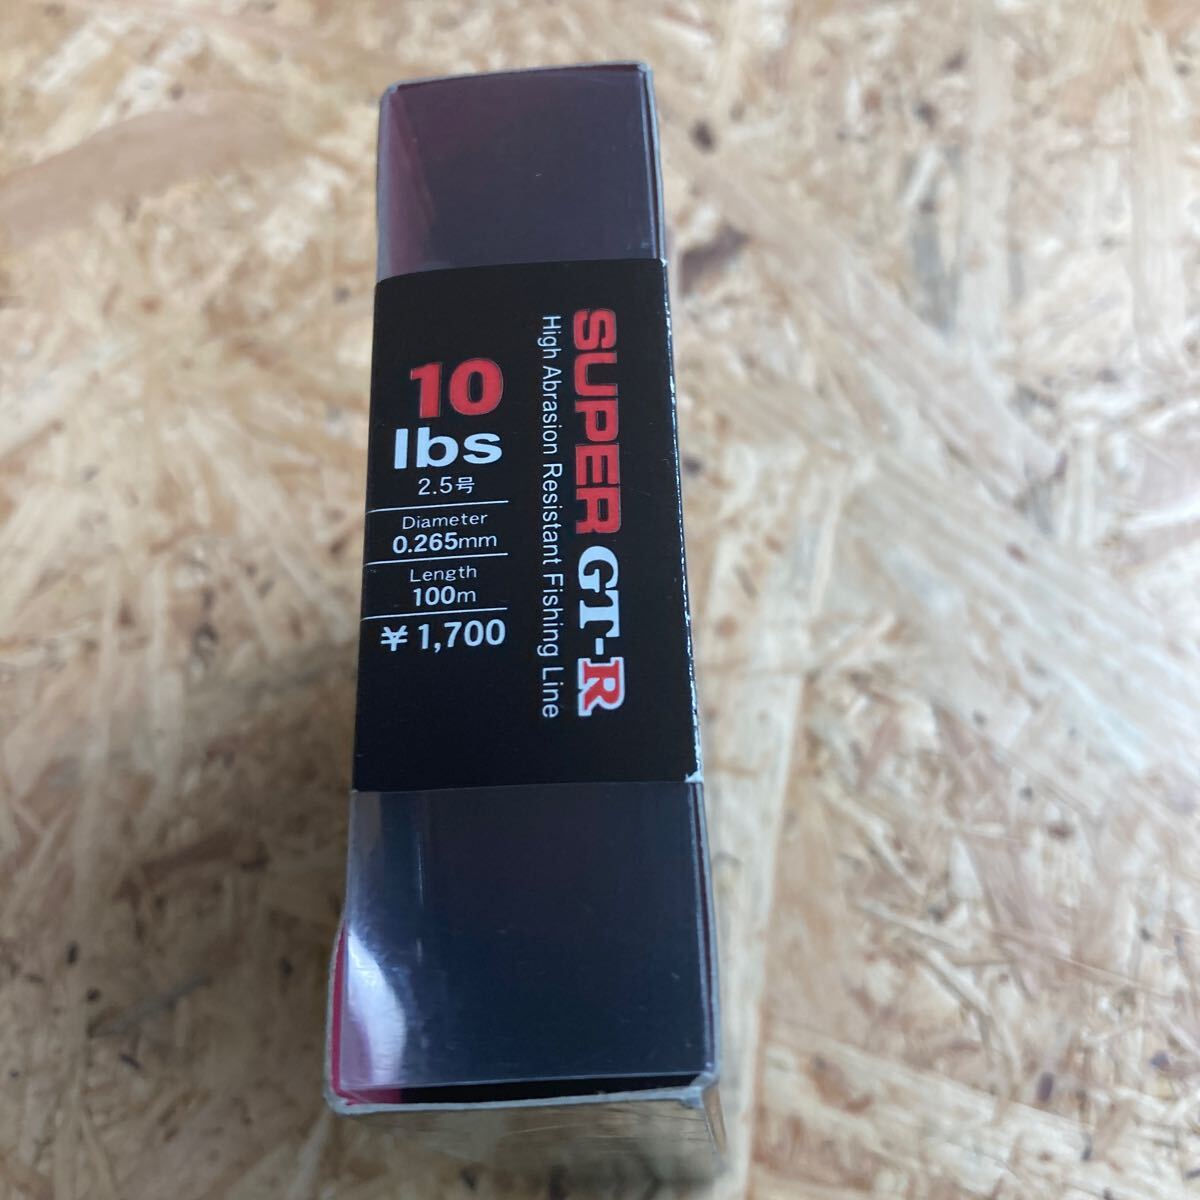 10
lbs
2.5号
Diameter
0.265mm
Length
100m
¥1,700
SUPER GT-R
High Abrasion Resistant Fishing Line